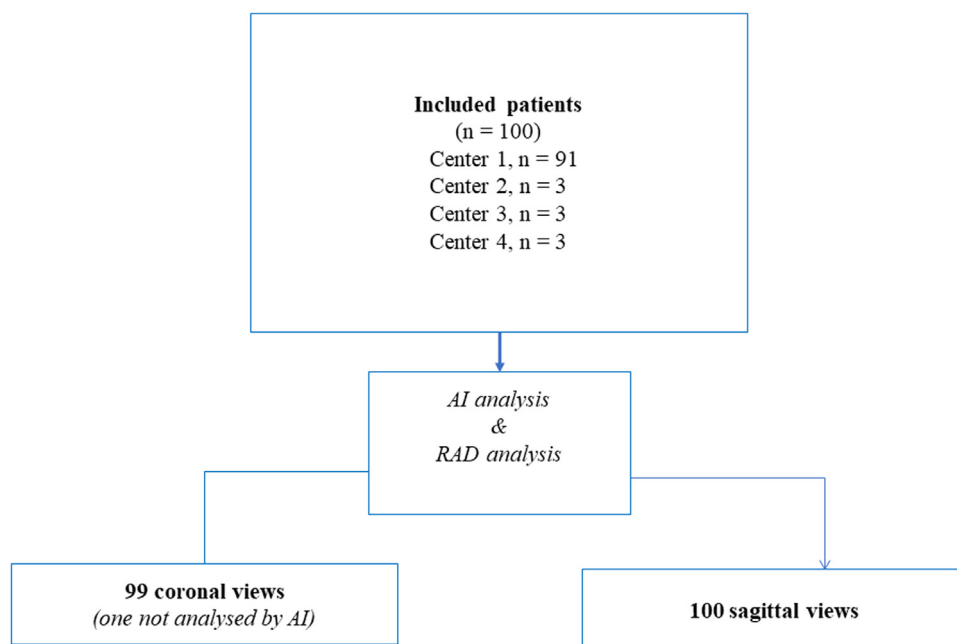 Included patients
(n = 100)
Center 1, n = 91
Center 2, n = 3
Center 3, n = 3
Center 4, n = 3
AI analysis
&
RAD analysis
99 coronal views
(one not analysed by AI)
100 sagittal views